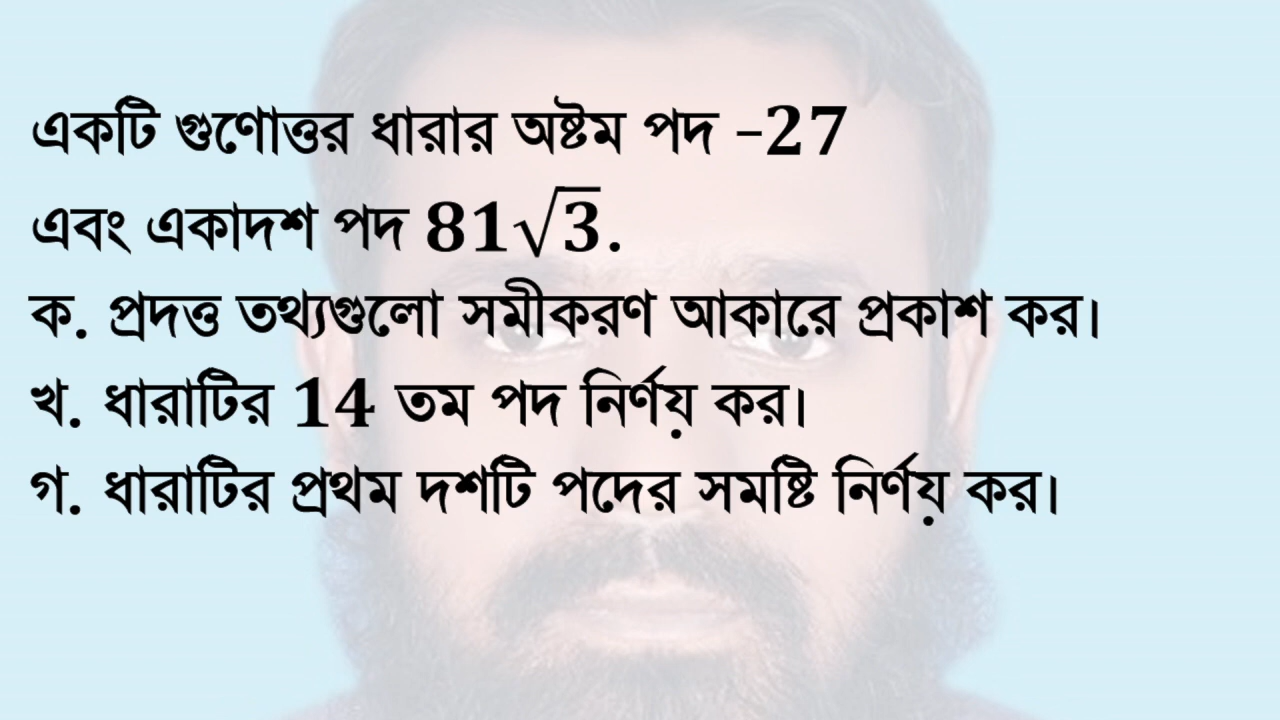 একটি গুণোত্তর ধারার অষ্টম পদ –27
এবং একাদশ পদ 81√3.
ক. প্রদত্ত তথ্যগুলো সমীকরণ আকারে প্রকাশ কর।
খ. ধারাটির 14 তম পদ নির্ণয় কর।
গ. ধারাটির প্রথম দশটি পদের সমষ্টি নির্ণয় কর।